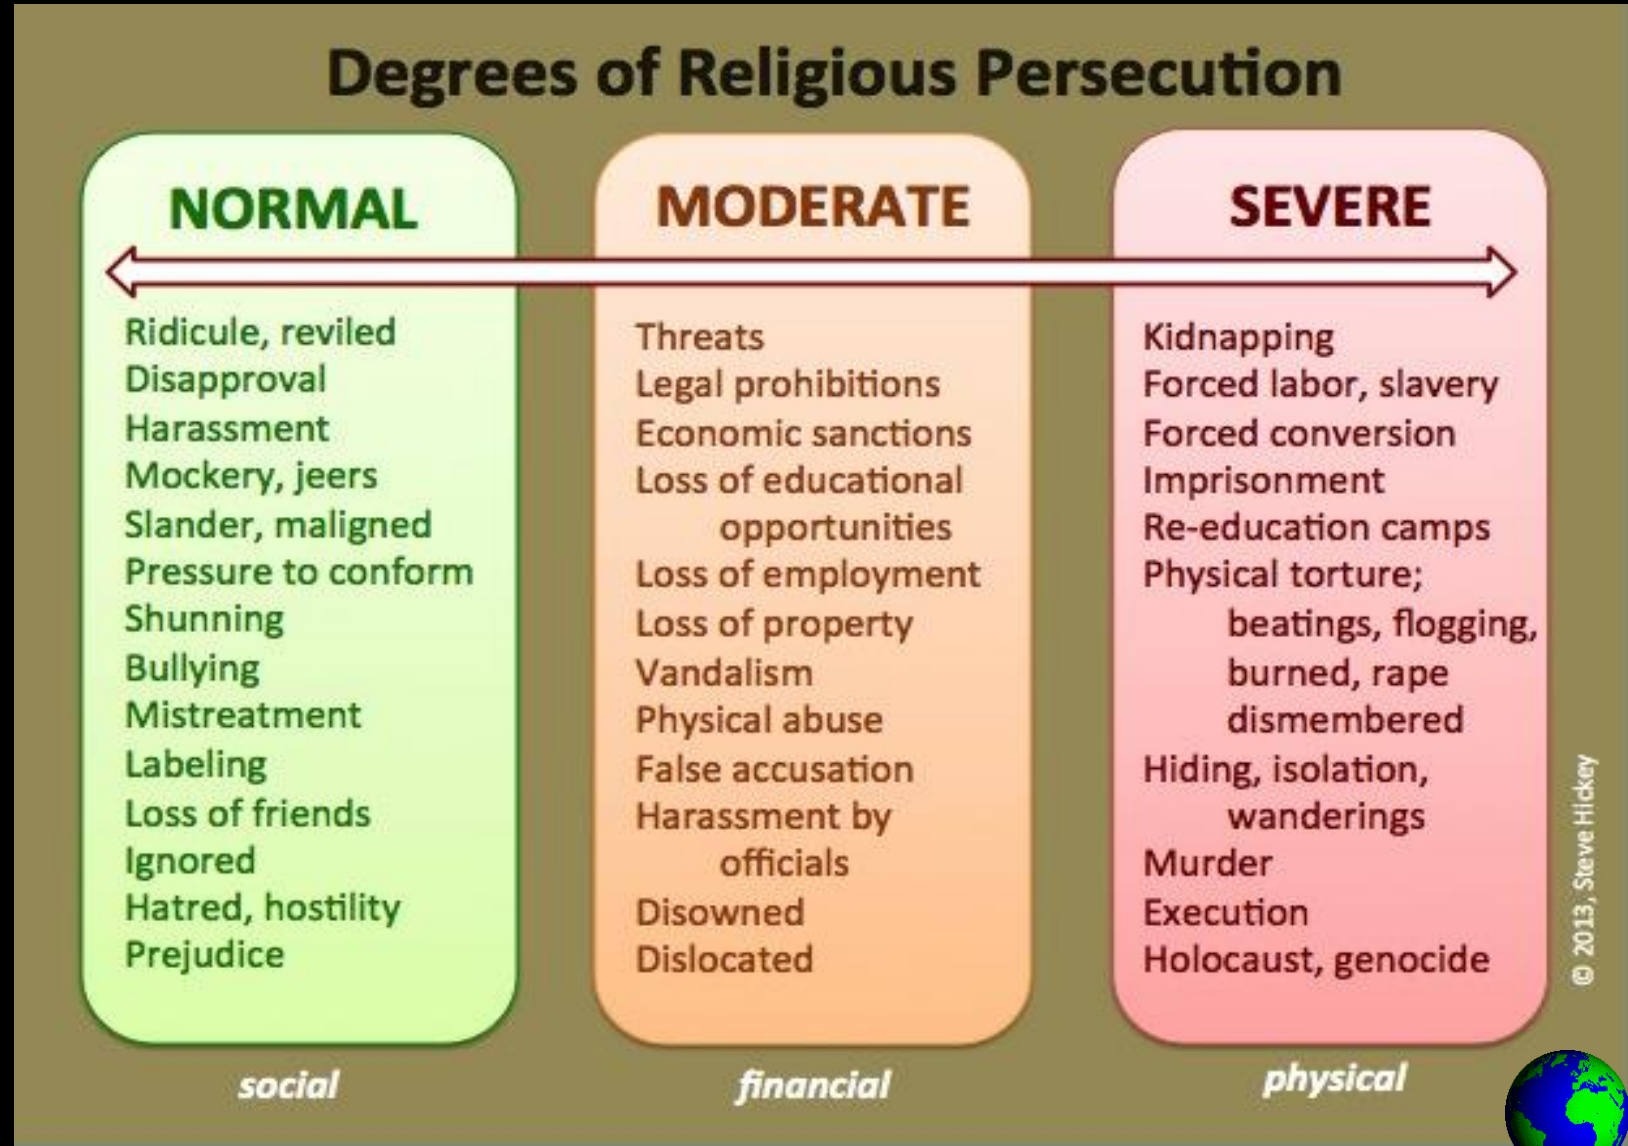 Degrees of Religious Persecution
NORMAL
Ridicule, reviled
Disapproval
Harassment
Mockery, jeers
Slander, maligned
Pressure to conform
Shunning
Bullying
Mistreatment
Labeling
Loss of friends
Ignored
Hatred, hostility
Prejudice
social
MODERATE
Threats
Legal prohibitions
Economic sanctions
Loss of educational
opportunities
Loss of employment
Loss of property
Vandalism
Physical abuse
False accusation
Harassment by
officials
Disowned
Dislocated
financial
SEVERE
Kidnapping
Forced labor, slavery
Forced conversion
Imprisonment
Re-education camps
Physical torture;
beatings, flogging,
burned, rape
dismembered
Hiding, isolation,
wanderings
Murder
Execution
Holocaust, genocide
physical
© 2013, Steve Hickey